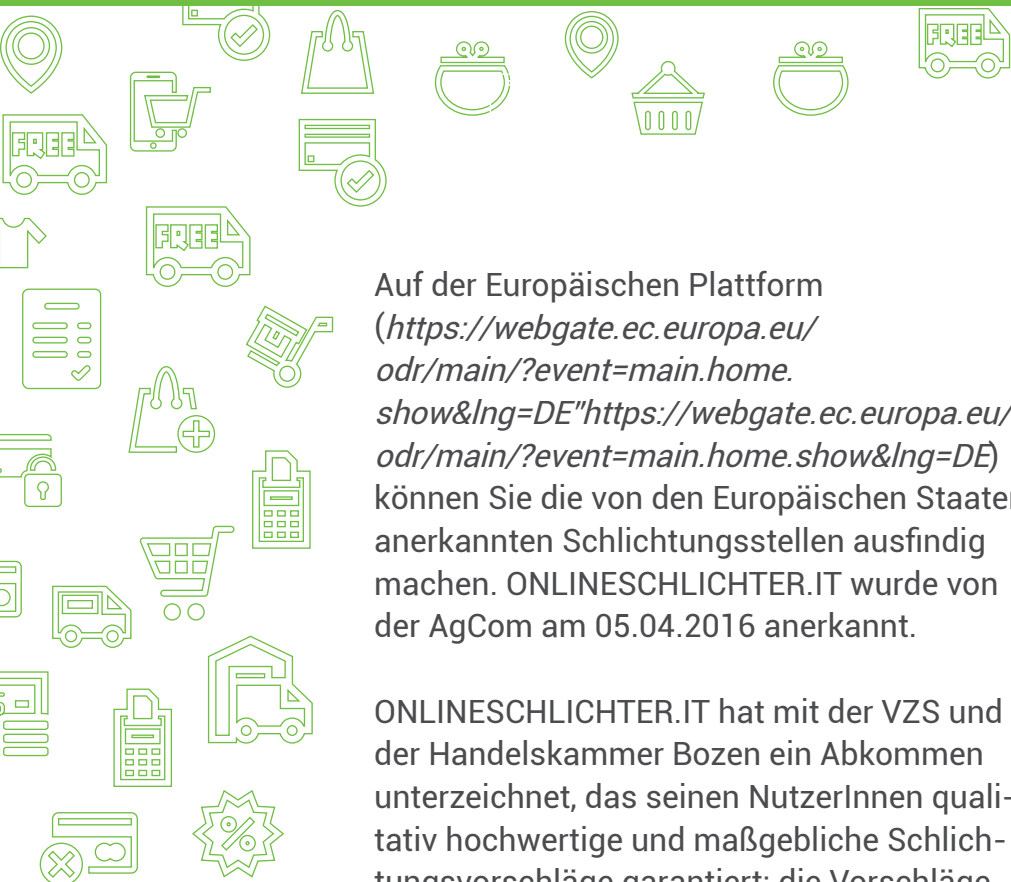 FREE
FREE
FREE
Auf der Europäischen Plattform
(https://webgate.ec.europa.eu/
odr/main/?event=main.home.
show&lng=DE"https://webgate.ec.europa.eu/
odr/main/?event=main.home.show&lng=DE)
können Sie die von den Europäischen Staaten
anerkannten Schlichtungsstellen ausfindig
machen. ONLINESCHLICHTER.IT wurde von
der AgCom am 05.04.2016 anerkannt.
ONLINESCHLICHTER.IT hat mit der VZS und
der Handelskammer Bozen ein Abkommen
unterzeichnet, das seinen NutzerInnen quali-
tativ hochwertige und maßgebliche Schlich-
tungsvorschläge garantiert: die Vorschläge